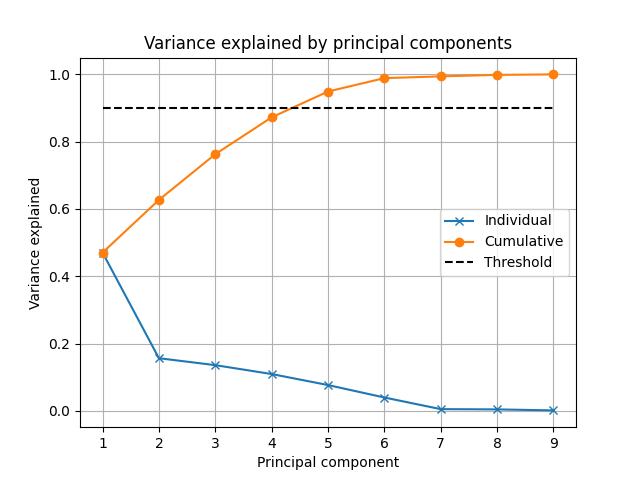 Variance explained by principal components
Variance explained
1.0
0.8
0.6
0.4
0.2
0.0
Individual
Cumulative
Threshold
1 2 3 4 5 6 7 8 9
Principal component